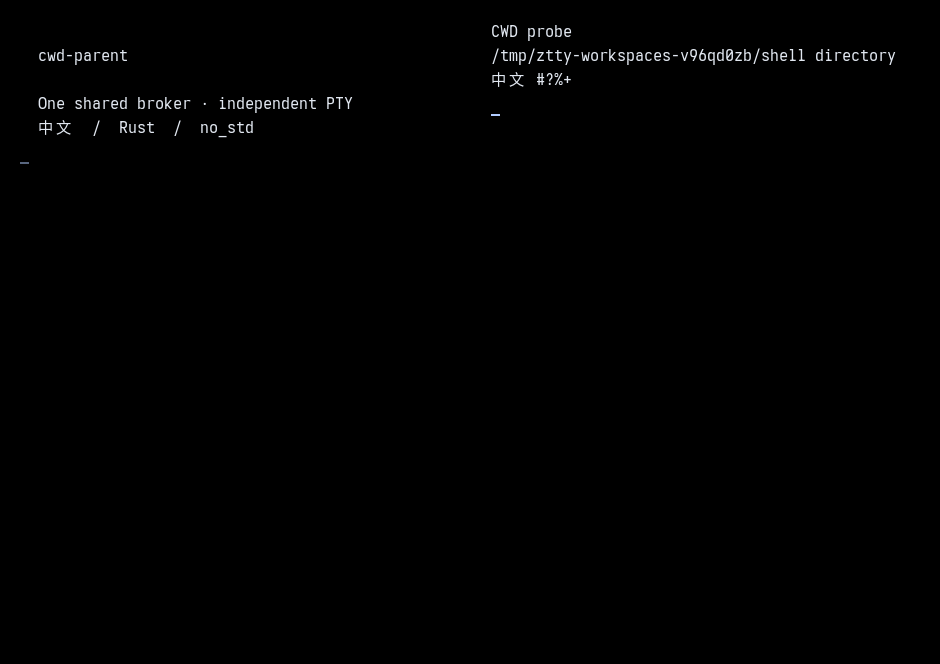 cwd-parent
One shared broker · independent PTY
中文  /  Rust  /  no_std
CWD probe
/tmp/ztty-workspaces-v96qd0zb/shell directory
中文 #?%+